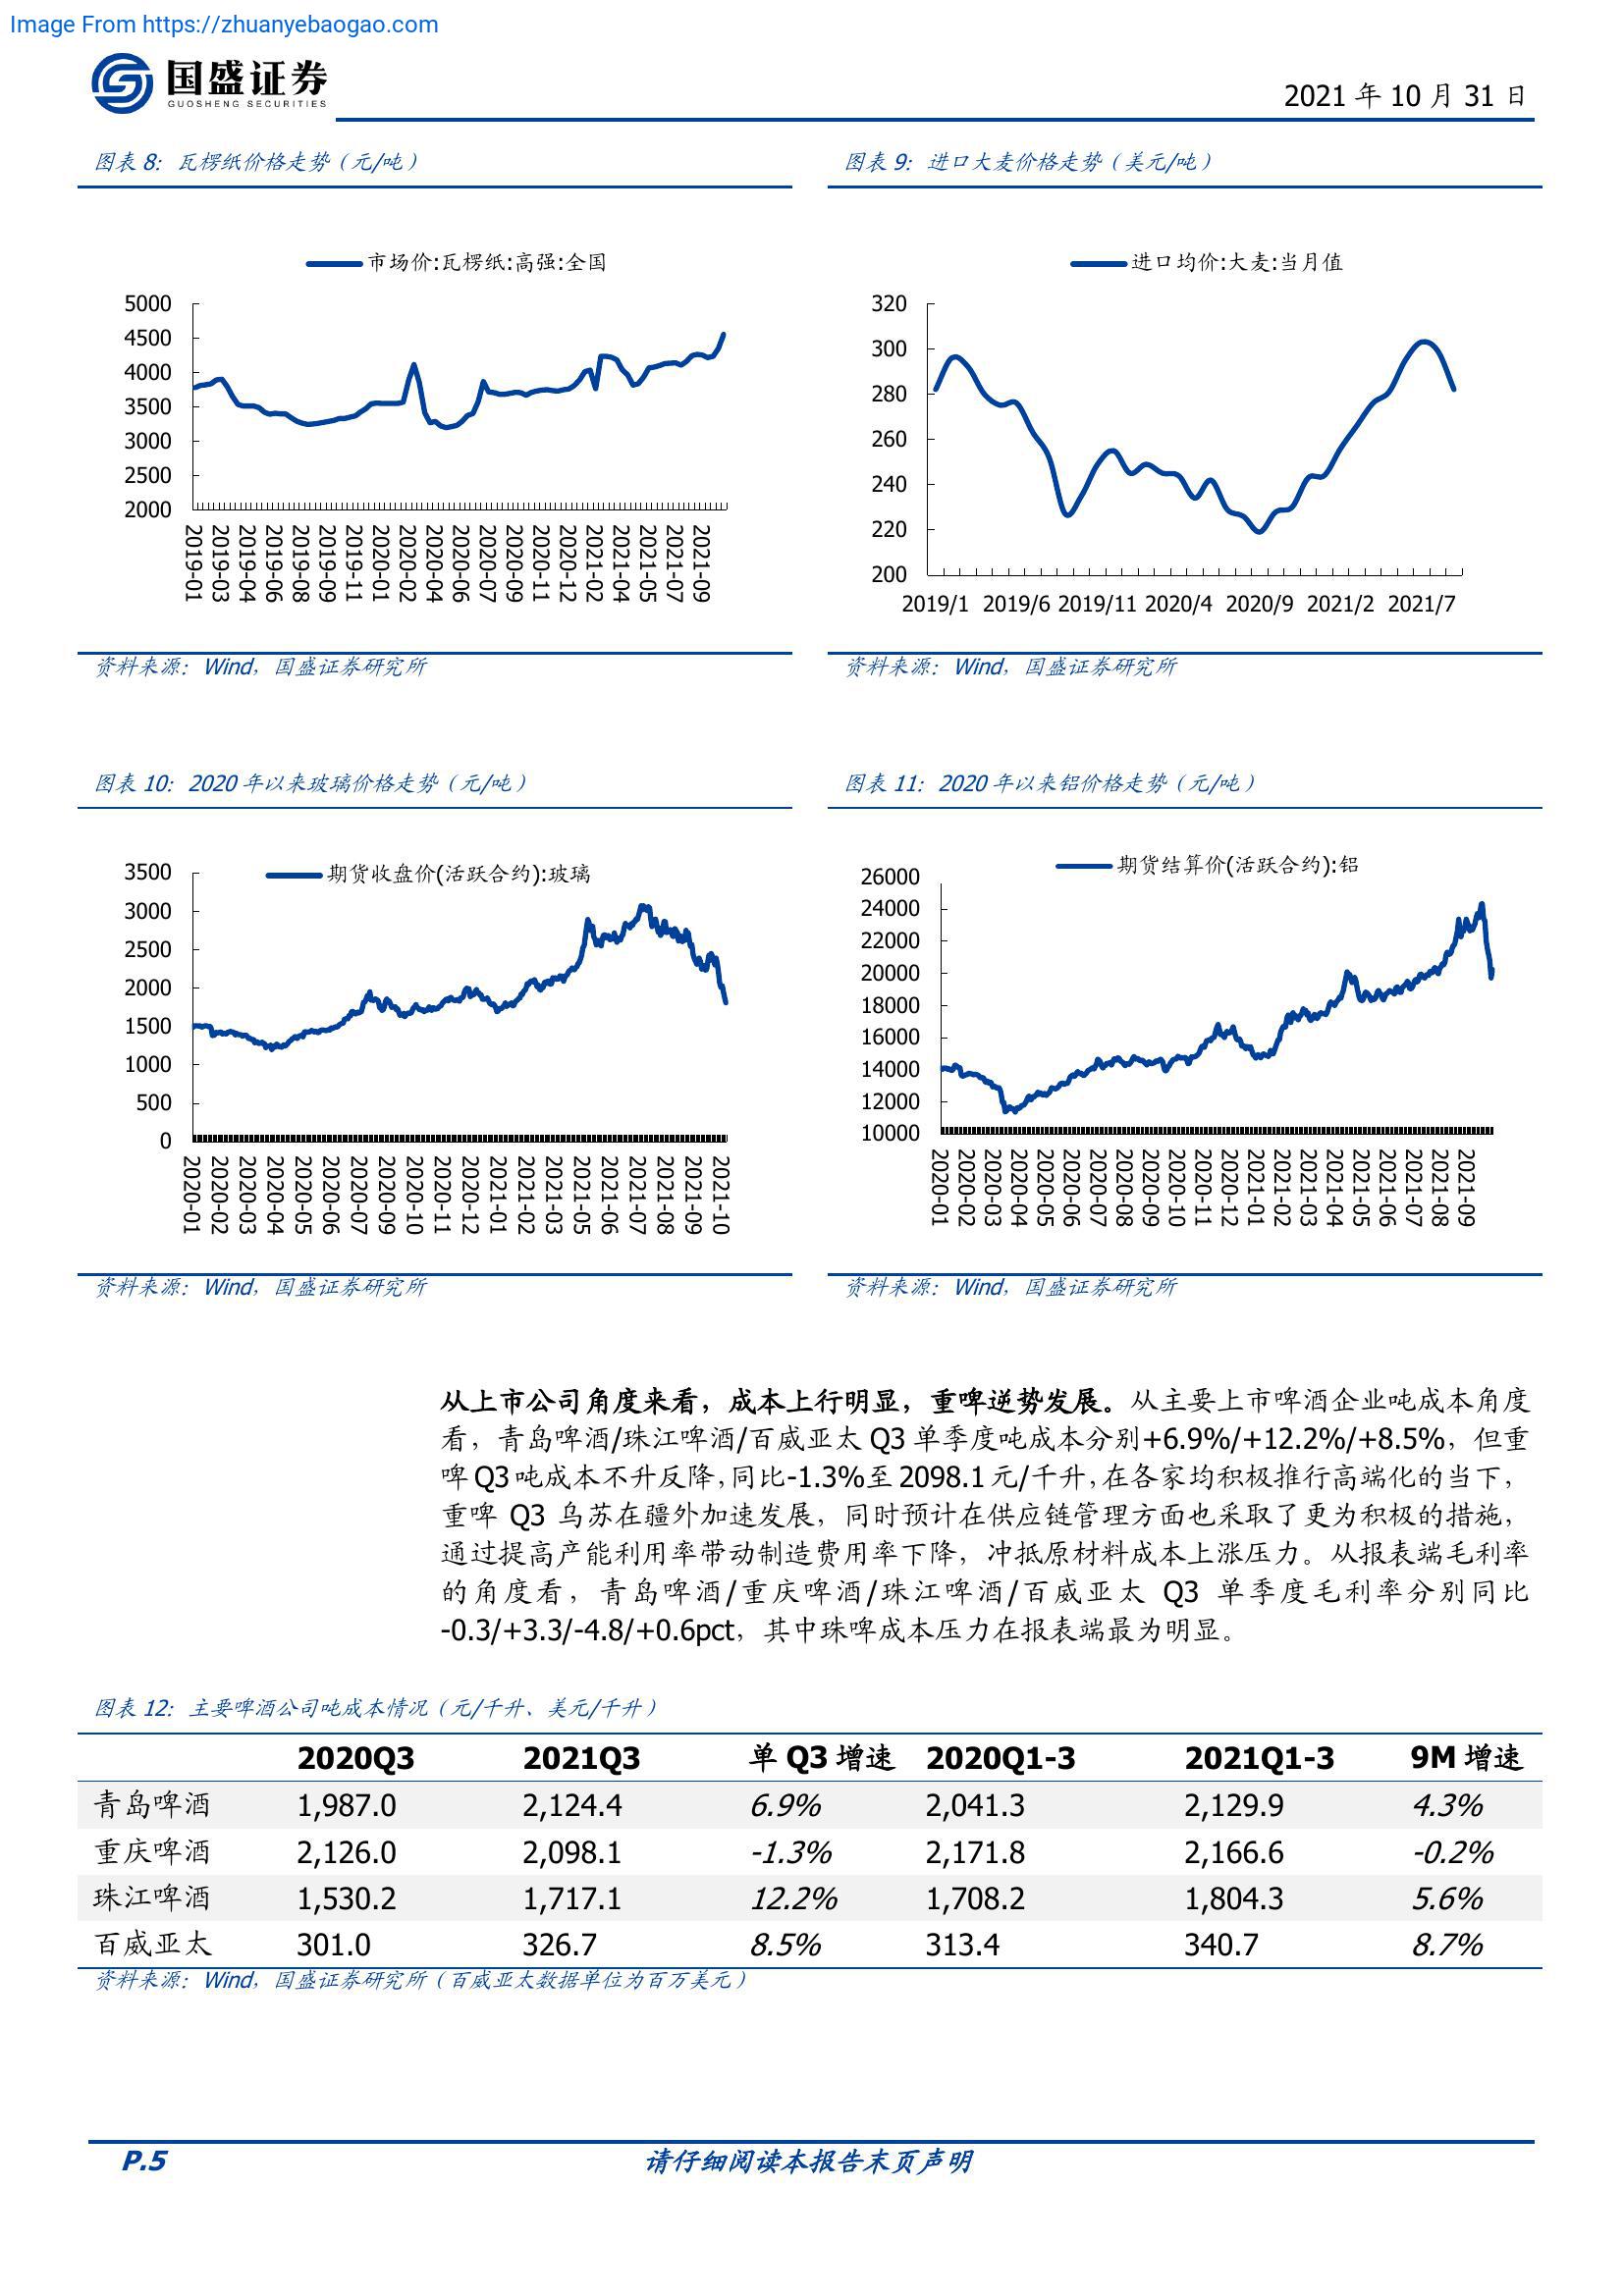 Image From https://zhuanyebaogao.com
国盛证券
GUOSHENG SECURITIES
2021 年 10 月 31 日
图表 8：瓦楞纸价格走势（元/吨）
市场价:瓦楞纸:高强:全国
5000
4500
4000
3500
3000
2500
2000
2019-01
2019-03
2019-04
2019-06
2019-08
2019-09
2019-11
2020-01
2020-02
2020-04
2020-06
2020-07
2020-09
2020-11
2020-12
2021-02
2021-04
2021-05
2021-07
2021-09
资料来源：Wind，国盛证券研究所
图表 9：进口大麦价格走势（美元/吨）
进口均价:大麦:当月值
320
300
280
260
240
220
200
2019/1 2019/6 2019/11 2020/4 2020/9 2021/2 2021/7
资料来源：Wind，国盛证券研究所
图表 10：2020 年以来玻璃价格走势（元/吨）
期货收盘价(活跃合约):玻璃
3500
3000
2500
2000
1500
1000
500
0
2020-01
2020-02
2020-03
2020-04
2020-05
2020-06
2020-07
2020-09
2020-10
2020-11
2020-12
2021-01
2021-02
2021-03
2021-05
2021-06
2021-07
2021-08
2021-09
2021-10
资料来源：Wind，国盛证券研究所
图表 11：2020 年以来铝价格走势（元/吨）
期货结算价(活跃合约):铝
26000
24000
22000
20000
18000
16000
14000
12000
10000
2020-01
2020-02
2020-03
2020-04
2020-05
2020-06
2020-07
2020-08
2020-09
2020-10
2020-11
2020-12
2021-01
2021-02
2021-03
2021-04
2021-05
2021-06
2021-07
2021-08
2021-09
资料来源：Wind，国盛证券研究所
从上市公司角度来看，成本上行明显，重啤逆势发展。从主要上市啤酒企业吨成本角度
看，青岛啤酒/珠江啤酒/百威亚太 Q3 单季度吨成本分别+6.9%/+12.2%/+8.5%，但重
啤 Q3 吨成本不升反降，同比-1.3%至 2098.1 元/千升，在各家均积极推行高端化的当下，
重啤 Q3 乌苏在疆外加速发展，同时预计在供应链管理方面也采取了更为积极的措施，
通过提高产能利用率带动制造费用率下降，冲抵原材料成本上涨压力。从报表端毛利率
的角度看，青岛啤酒/重庆啤酒/珠江啤酒/百威亚太 Q3 单季度毛利率分别同比
-0.3/+3.3/-4.8/+0.6pct，其中珠啤成本压力在报表端最为明显。
图表 12：主要啤酒公司吨成本情况（元/千升、美元/千升）
2020Q3 2021Q3 单 Q3 增速 2020Q1-3 2021Q1-3 9M 增速
青岛啤酒 1,987.0 2,124.4 6.9% 2,041.3 2,129.9 4.3%
重庆啤酒 2,126.0 2,098.1 -1.3% 2,171.8 2,166.6 -0.2%
珠江啤酒 1,530.2 1,717.1 12.2% 1,708.2 1,804.3 5.6%
百威亚太 301.0 326.7 8.5% 313.4 340.7 8.7%
资料来源：Wind，国盛证券研究所（百威亚太数据单位为百万美元）
P.5
请仔细阅读本报告末页声明